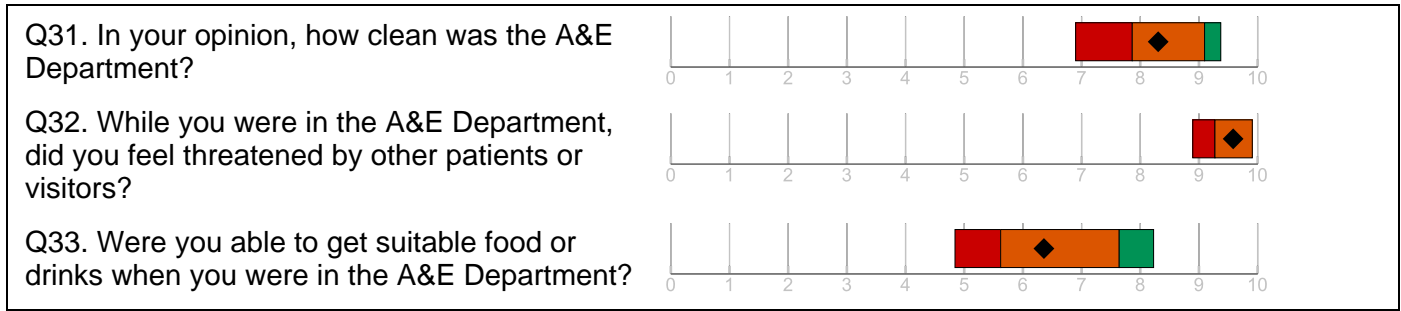 Q31. In your opinion, how clean was the A&E
Department?
0 1 2 3 4 5 6 7 8 9 10
Q32. While you were in the A&E Department,
did you feel threatened by other patients or
visitors?
0 1 2 3 4 5 6 7 8 9 10
Q33. Were you able to get suitable food or
drinks when you were in the A&E Department?
0 1 2 3 4 5 6 7 8 9 10